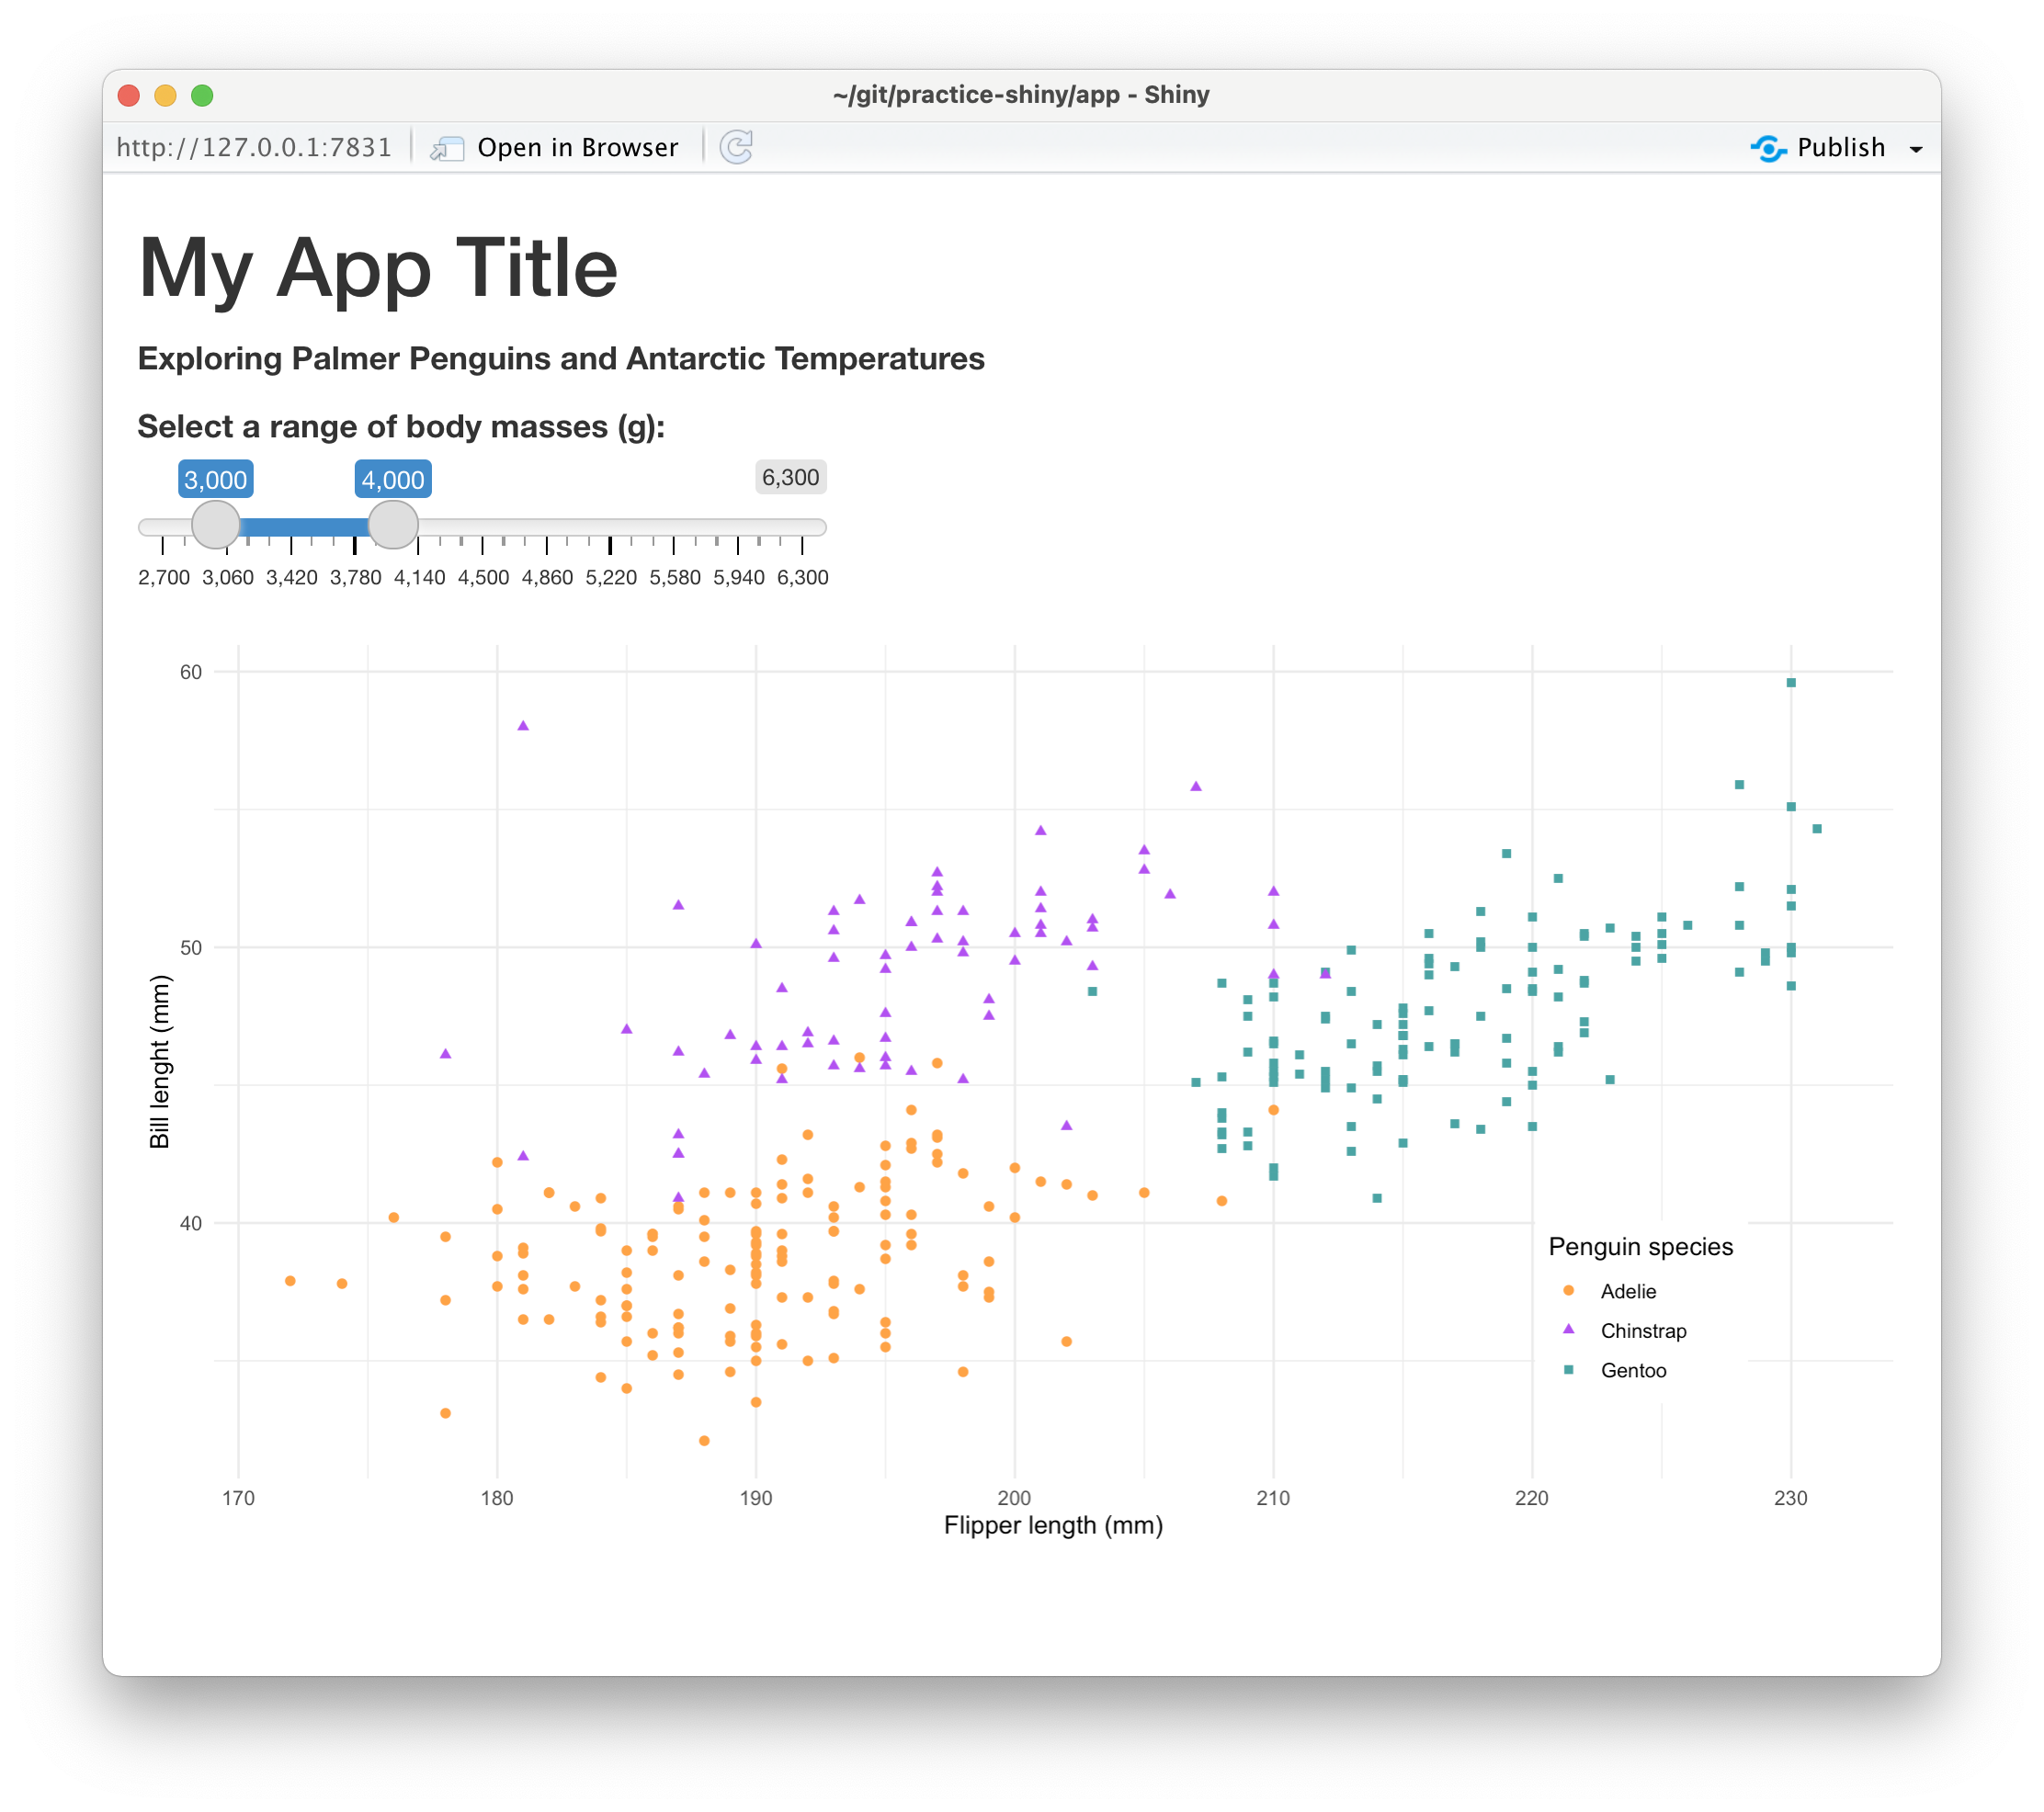 ~/git/practice-shiny/app - Shiny
http://127.0.0.1:7831 Open in Browser Publish
My App Title
Exploring Palmer Penguins and Antarctic Temperatures
Select a range of body masses (g):
3,000 4,000 6,300
2,700 3,060 3,420 3,780 4,140 4,500 4,860 5,220 5,580 5,940 6,300
60
50
40
Bill lenght (mm)
Penguin species
Adelie
Chinstrap
Gentoo
170 180 190 200 210 220 230
Flipper length (mm)